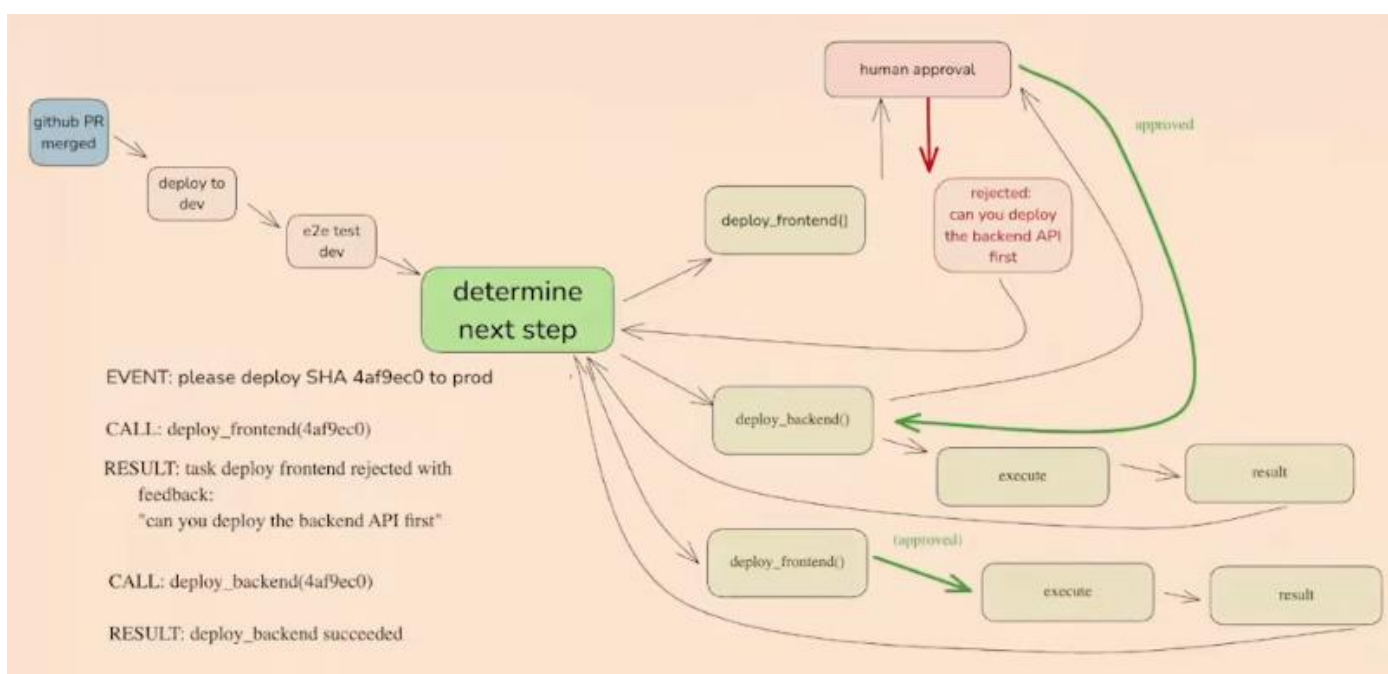 human approval
github PR
merged
approved
deploy to
dev
rejected:
can you deploy
the backend API
first
deploy_frontend()
e2e test
dev
determine
next step
EVENT: please deploy SHA 4af9ec0 to prod
CALL: deploy_frontend(4af9ec0)
deploy_backend()
RESULT: task deploy frontend rejected with
feedback:
"can you deploy the backend API first"
execute
result
(approved)
deploy_frontend()
CALL: deploy_backend(4af9ec0)
execute
result
RESULT: deploy_backend succeeded